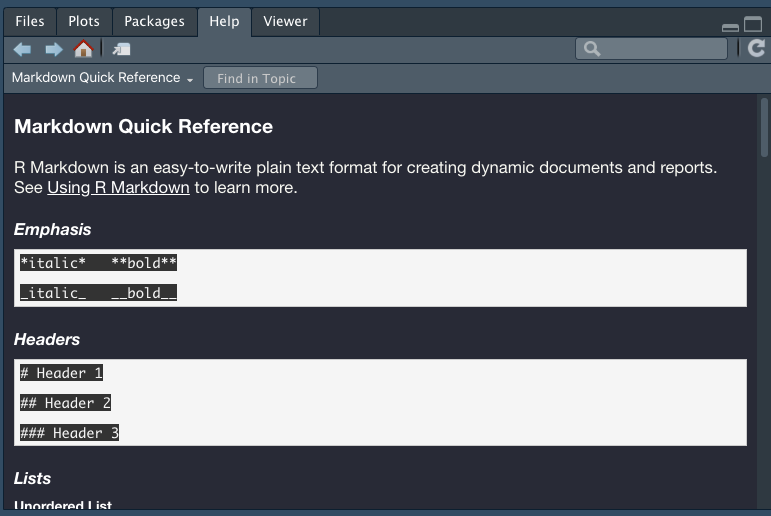 Files Plots Packages Help Viewer
Markdown Quick Reference Find in Topic
Markdown Quick Reference
R Markdown is an easy-to-write plain text format for creating dynamic documents and reports.
See Using R Markdown to learn more.
Emphasis
*italic*   **bold**
_italic_   __bold__
Headers
# Header 1
## Header 2
### Header 3
Lists
Unordered List